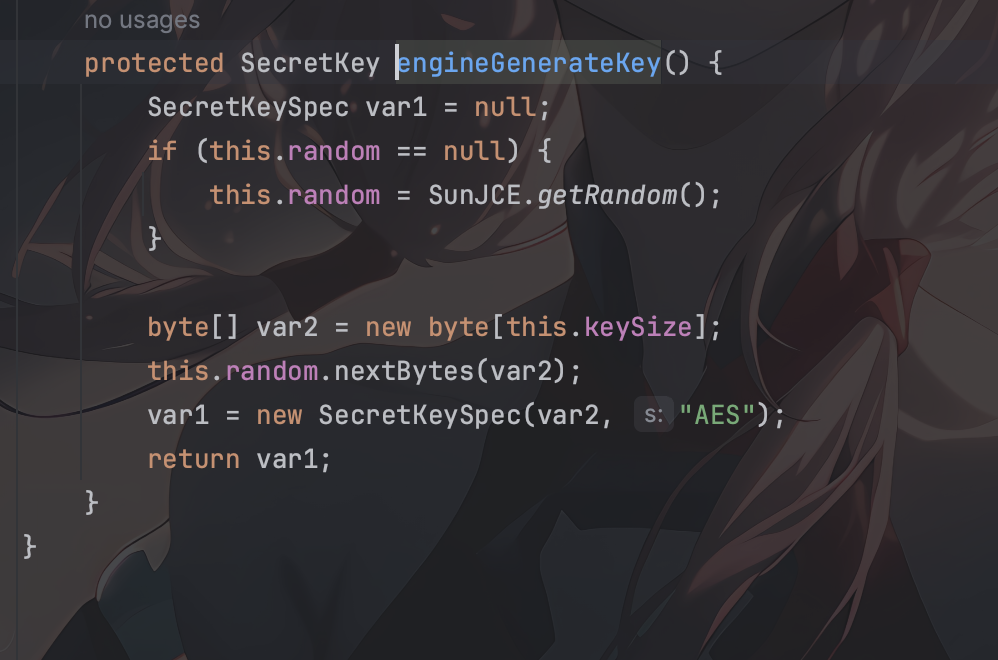 no usages
protected SecretKey engineGenerateKey() {
SecretKeySpec var1 = null;
if (this.random == null) {
this.random = SunJCE.getRandom();
}
byte[] var2 = new byte[this.keySize];
this.random.nextBytes(var2);
var1 = new SecretKeySpec(var2, s: "AES");
return var1;
}
}